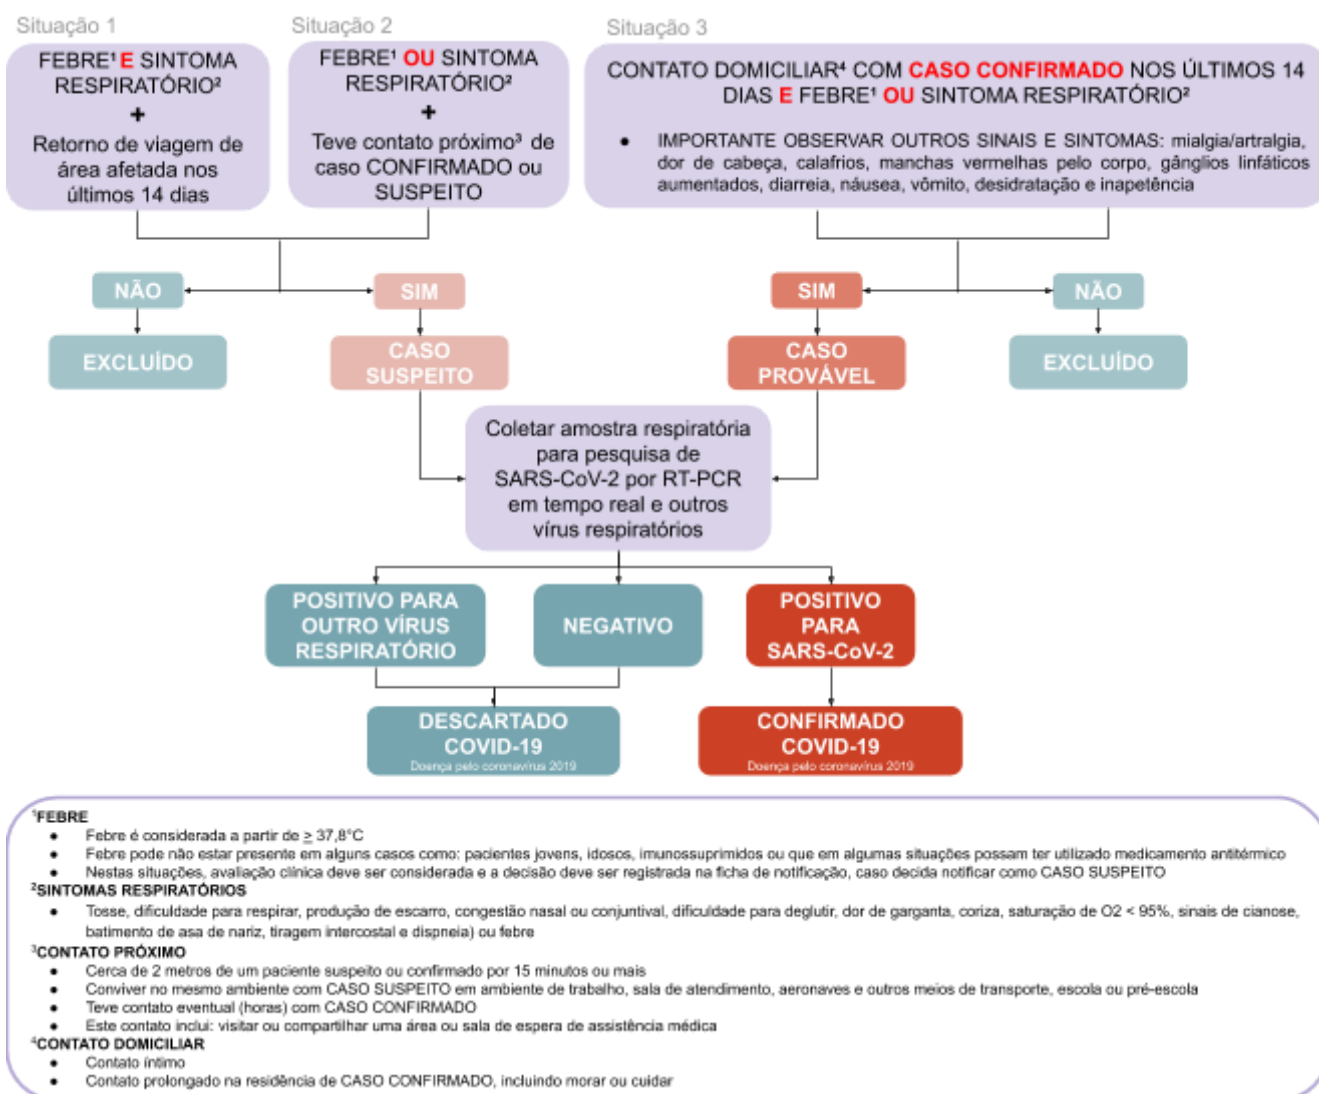 Situação 1
FEBRE¹ E SINTOMA
RESPIRATÓRIO²
+
Retorno de viagem de
área afetada nos
últimos 14 dias
Situação 2
FEBRE¹ OU SINTOMA
RESPIRATÓRIO²
+
Teve contato próximo³ de
caso CONFIRMADO ou
SUSPEITO
Situação 3
CONTATO DOMICILIAR⁴ COM CASO CONFIRMADO NOS ÚLTIMOS 14
DIAS E FEBRE¹ OU SINTOMA RESPIRATÓRIO²
● IMPORTANTE OBSERVAR OUTROS SINAIS E SINTOMAS: mialgia/artralgia,
dor de cabeça, calafrios, manchas vermelhas pelo corpo, gânglios linfáticos
aumentados, diarreia, náusea, vômito, desidratação e inapetência
NÃO
SIM
SIM
NÃO
EXCLUÍDO
CASO
SUSPEITO
CASO
PROVÁVEL
EXCLUÍDO
Coletar amostra respiratória
para pesquisa de
SARS-CoV-2 por RT-PCR
em tempo real e outros
vírus respiratórios
POSITIVO PARA
OUTRO VÍRUS
RESPIRATÓRIO
NEGATIVO
POSITIVO
PARA
SARS-CoV-2
DESCARTADO
COVID-19
Doença pelo coronavírus 2019
CONFIRMADO
COVID-19
Doença pelo coronavírus 2019
¹FEBRE
● Febre é considerada a partir de ≥ 37,8°C
● Febre pode não estar presente em alguns casos como: pacientes jovens, idosos, imunossuprimidos ou que em algumas situações possam ter utilizado medicamento antitérmico
● Nestas situações, avaliação clínica deve ser considerada e a decisão deve ser registrada na ficha de notificação, caso decida notificar como CASO SUSPEITO
²SINTOMAS RESPIRATÓRIOS
● Tosse, dificuldade para respirar, produção de escarro, congestão nasal ou conjuntival, dificuldade para deglutir, dor de garganta, coriza, saturação de O2 < 95%, sinais de cianose,
batimento de asa de nariz, tiragem intercostal e dispneia) ou febre
³CONTATO PRÓXIMO
● Cerca de 2 metros de um paciente suspeito ou confirmado por 15 minutos ou mais
● Conviver no mesmo ambiente com CASO SUSPEITO em ambiente de trabalho, sala de atendimento, aeronaves e outros meios de transporte, escola ou pré-escola
● Teve contato eventual (horas) com CASO CONFIRMADO
● Este contato inclui: visitar ou compartilhar uma área ou sala de espera de assistência médica
⁴CONTATO DOMICILIAR
● Contato íntimo
● Contato prolongado na residência de CASO CONFIRMADO, incluindo morar ou cuidar